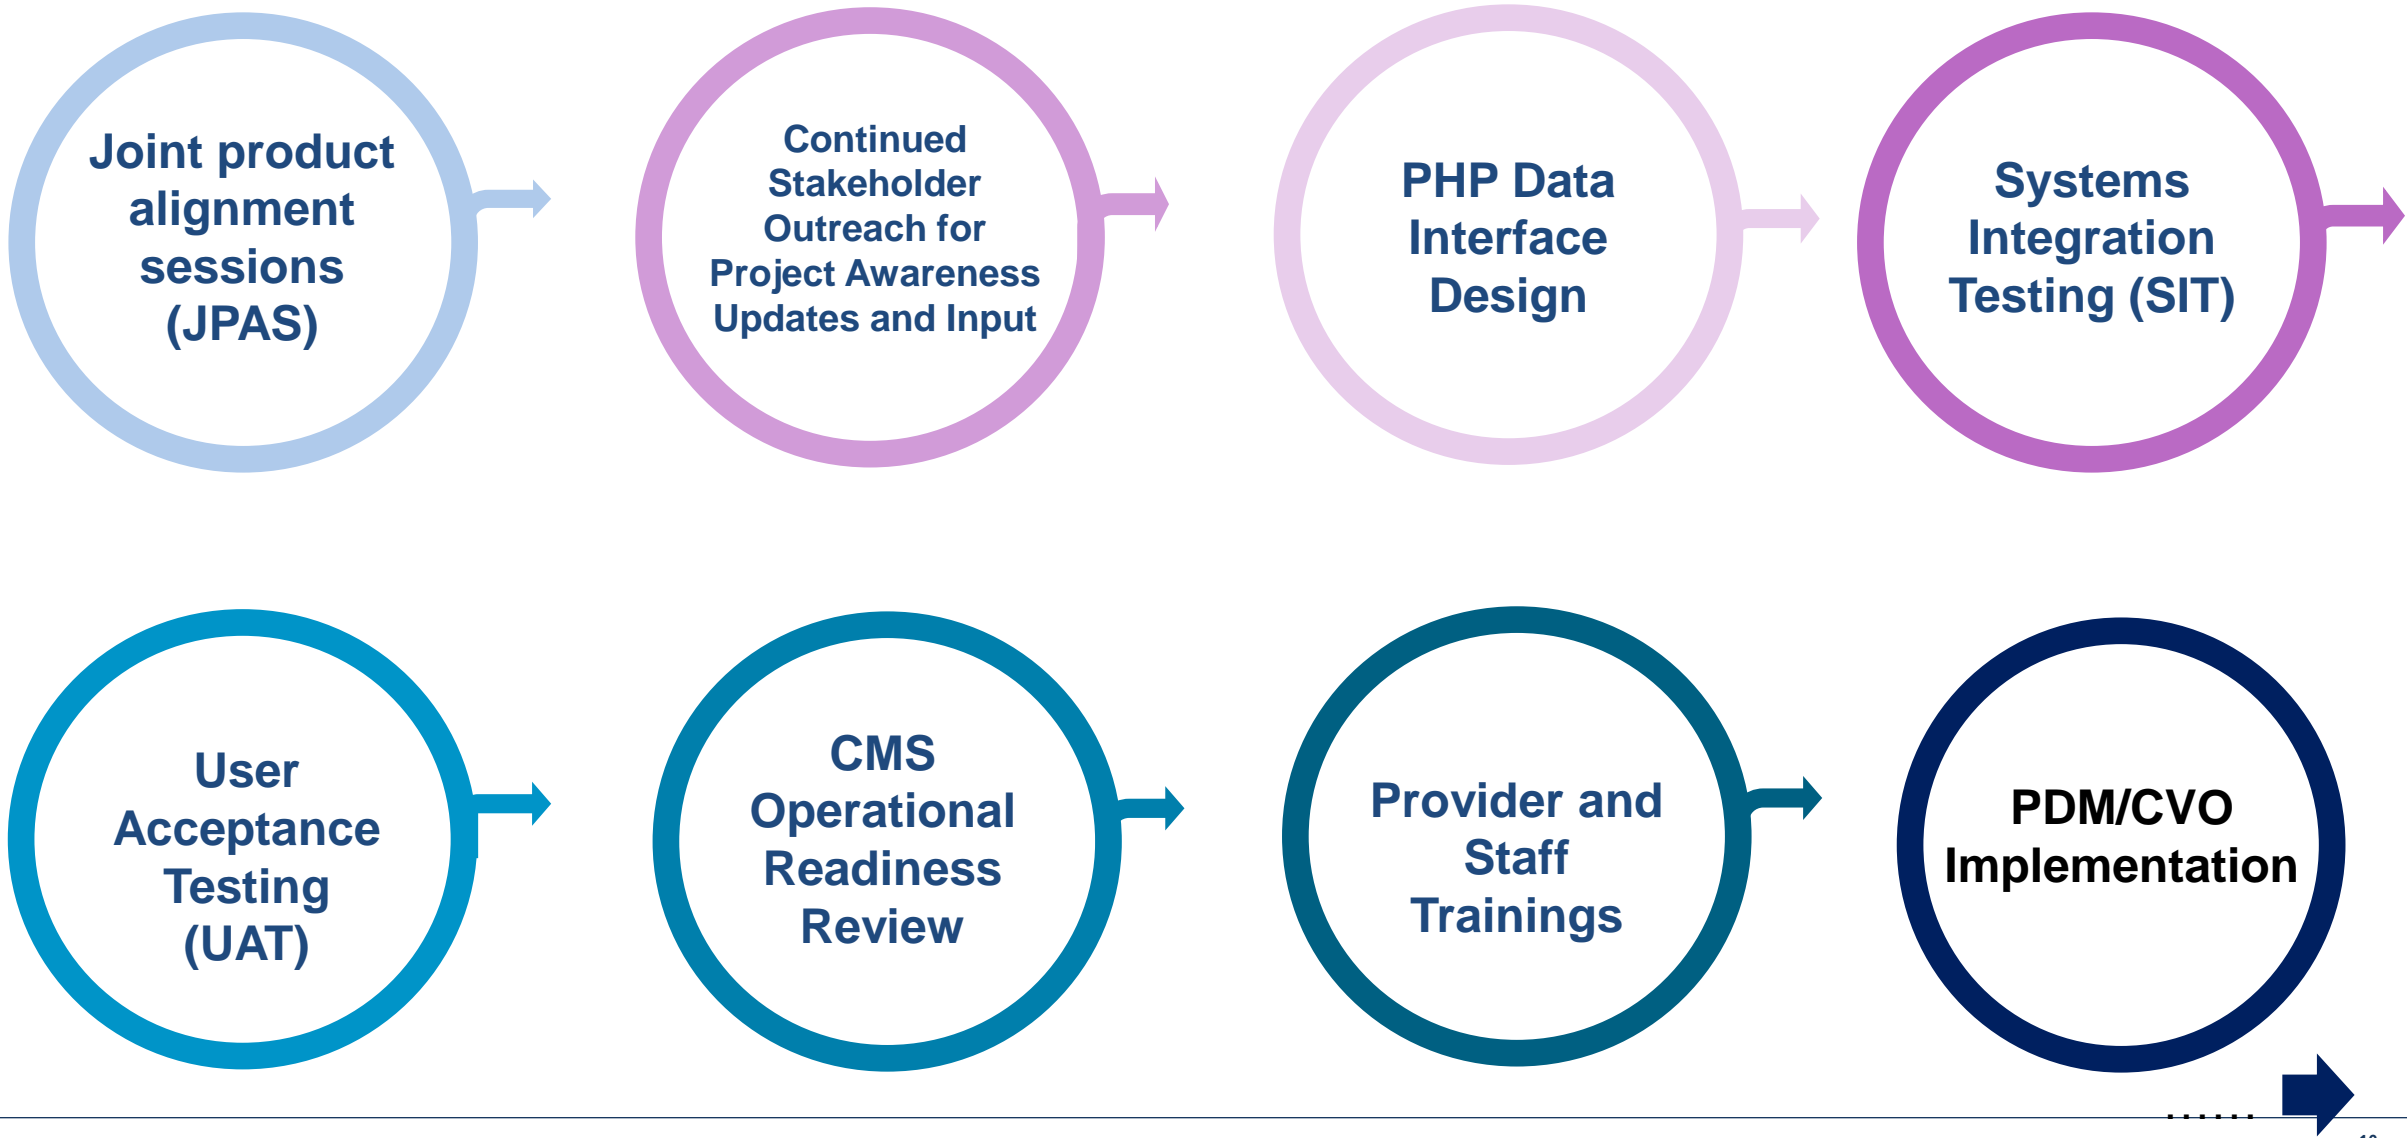 Joint product
alignment
sessions
(JPAS)
Continued
Stakeholder
Outreach for
Project Awareness
Updates and Input
PHP Data
Interface
Design
Systems
Integration
Testing (SIT)
User
Acceptance
Testing
(UAT)
CMS
Operational
Readiness
Review
Provider and
Staff
Trainings
PDM/CVO
Implementation
......